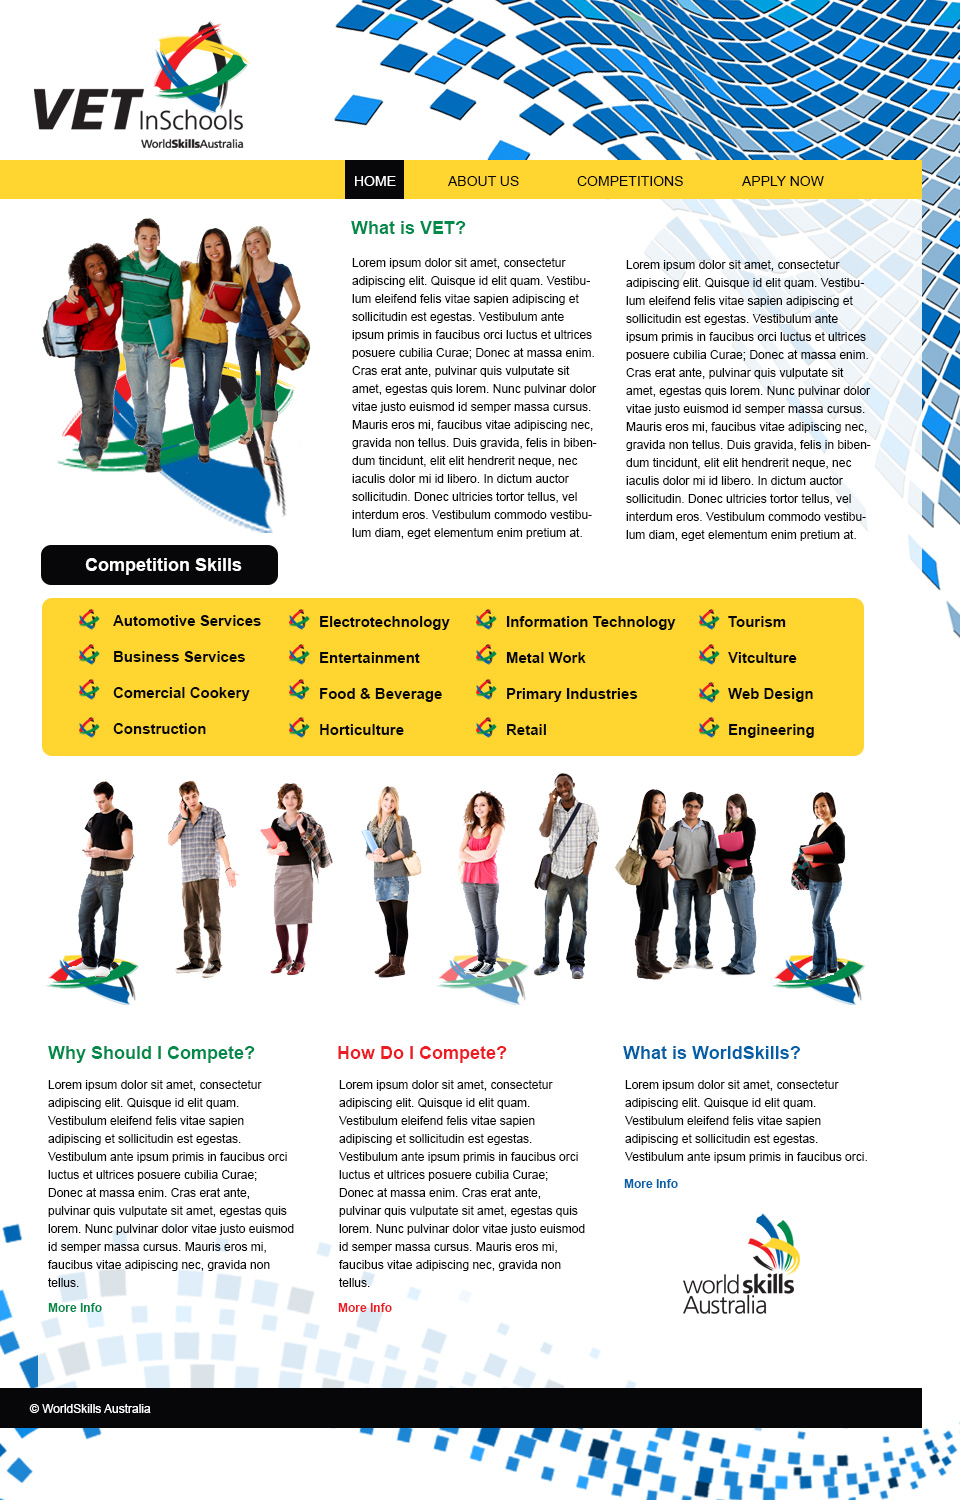 VET InSchools
WorldSkillsAustralia
HOME ABOUT US COMPETITIONS APPLY NOW
What is VET?
Lorem ipsum dolor sit amet, consectetur
adipiscing elit. Quisque id elit quam. Vestibu-
lum eleifend felis vitae sapien adipiscing et
sollicitudin est egestas. Vestibulum ante
ipsum primis in faucibus orci luctus et ultrices
posuere cubilia Curae; Donec at massa enim.
Cras erat ante, pulvinar quis vulputate sit
amet, egestas quis lorem. Nunc pulvinar dolor
vitae justo euismod id semper massa cursus.
Mauris eros mi, faucibus vitae adipiscing nec,
gravida non tellus. Duis gravida, felis in biben-
dum tincidunt, elit elit hendrerit neque, nec
iaculis dolor mi id libero. In dictum auctor
sollicitudin. Donec ultricies tortor tellus, vel
interdum eros. Vestibulum commodo vestibu-
lum diam, eget elementum enim pretium at.
Lorem ipsum dolor sit amet, consectetur
adipiscing elit. Quisque id elit quam. Vestibu-
lum eleifend felis vitae sapien adipiscing et
sollicitudin est egestas. Vestibulum ante
ipsum primis in faucibus orci luctus et ultrices
posuere cubilia Curae; Donec at massa enim.
Cras erat ante, pulvinar quis vulputate sit
amet, egestas quis lorem. Nunc pulvinar dolor
vitae justo euismod id semper massa cursus.
Mauris eros mi, faucibus vitae adipiscing nec,
gravida non tellus. Duis gravida, felis in biben-
dum tincidunt, elit elit hendrerit neque, nec
iaculis dolor mi id libero. In dictum auctor
sollicitudin. Donec ultricies tortor tellus, vel
interdum eros. Vestibulum commodo vestibu-
lum diam, eget elementum enim pretium at.
Competition Skills
Automotive Services Electrotechnology Information Technology Tourism
Business Services Entertainment Metal Work Vitculture
Comercial Cookery Food & Beverage Primary Industries Web Design
Construction Horticulture Retail Engineering
Why Should I Compete?
Lorem ipsum dolor sit amet, consectetur
adipiscing elit. Quisque id elit quam.
Vestibulum eleifend felis vitae sapien
adipiscing et sollicitudin est egestas.
Vestibulum ante ipsum primis in faucibus orci
luctus et ultrices posuere cubilia Curae;
Donec at massa enim. Cras erat ante,
pulvinar quis vulputate sit amet, egestas quis
lorem. Nunc pulvinar dolor vitae justo euismod
id semper massa cursus. Mauris eros mi,
faucibus vitae adipiscing nec, gravida non
tellus.
More Info
How Do I Compete?
Lorem ipsum dolor sit amet, consectetur
adipiscing elit. Quisque id elit quam.
Vestibulum eleifend felis vitae sapien
adipiscing et sollicitudin est egestas.
Vestibulum ante ipsum primis in faucibus orci
luctus et ultrices posuere cubilia Curae;
Donec at massa enim. Cras erat ante,
pulvinar quis vulputate sit amet, egestas quis
lorem. Nunc pulvinar dolor vitae justo euismod
id semper massa cursus. Mauris eros mi,
faucibus vitae adipiscing nec, gravida non
tellus.
More Info
What is WorldSkills?
Lorem ipsum dolor sit amet, consectetur
adipiscing elit. Quisque id elit quam.
Vestibulum eleifend felis vitae sapien
adipiscing et sollicitudin est egestas.
Vestibulum ante ipsum primis in faucibus orci.
More Info
worldskills
Australia
© WorldSkills Australia